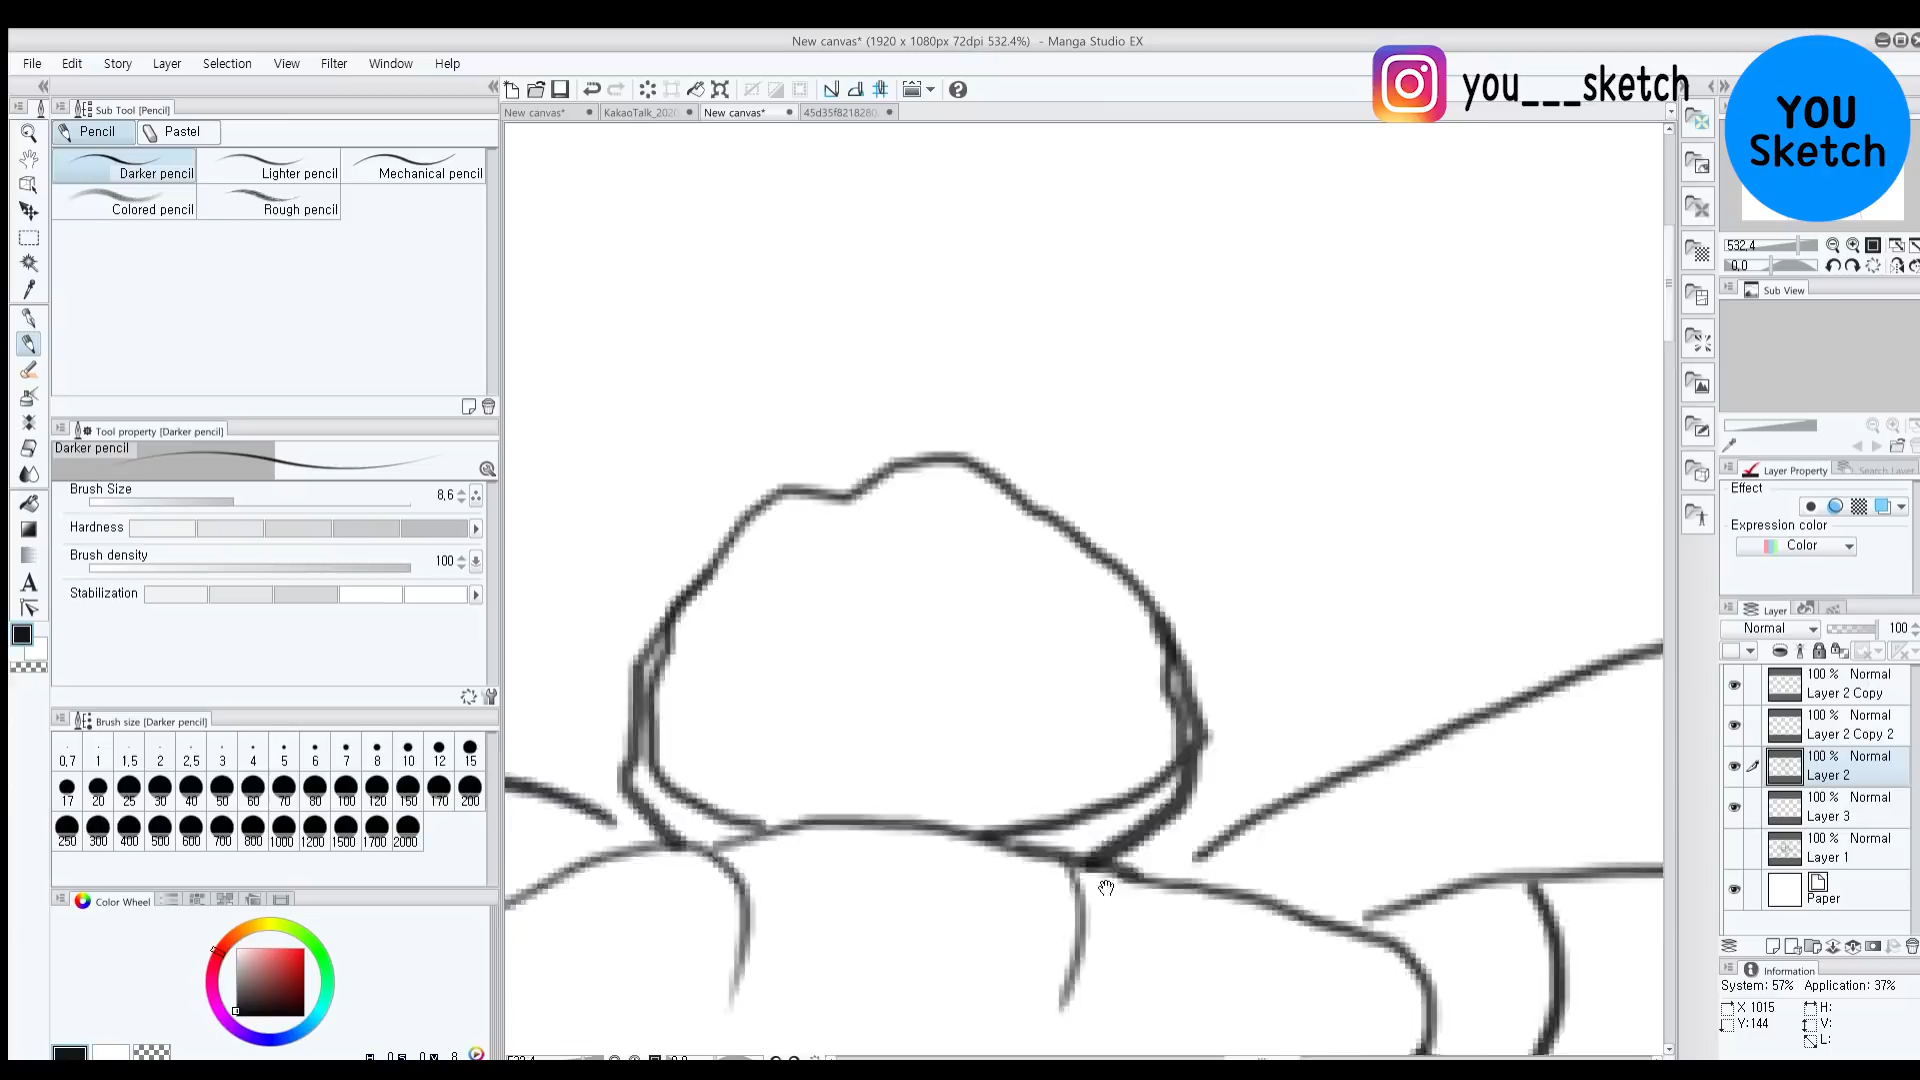 New canvas* (1920 x 1080px 72dpi 532.4%) - Manga Studio EX
File Edit Story Layer Selection View Filter Window Help
you___sketch
YOU
Sketch
Sub Tool [Pencil]
New canvas* KakaoTalk_202 New canvas* 45d35f8218280
Pencil Pastel
Darker pencil Lighter pencil Mechanical pencil
Colored pencil Rough pencil
Tool property [Darker pencil]
Darker pencil
Brush Size 8,6
Hardness
Brush density 100
Stabilization
Brush size [Darker pencil]
0,7 1 1,5 2 2,5 3 4 5 6 7 8 10 12 15
17 20 25 30 40 50 60 70 80 100 120 150 170 200
250 300 400 500 600 700 800 1000 1200 1500 1700 2000
Color Wheel
532,4
0,0
Sub View
Layer Property Search Layer
Effect
Expression color
Color
Layer
Normal 100
100 % Normal
Layer 2 Copy
100 % Normal
Layer 2 Copy 2
100 % Normal
Layer 2
100 % Normal
Layer 3
100 % Normal
Layer 1
Paper
Information
System: 57% Application: 37%
X 1015 H:
Y:144 V:
L: